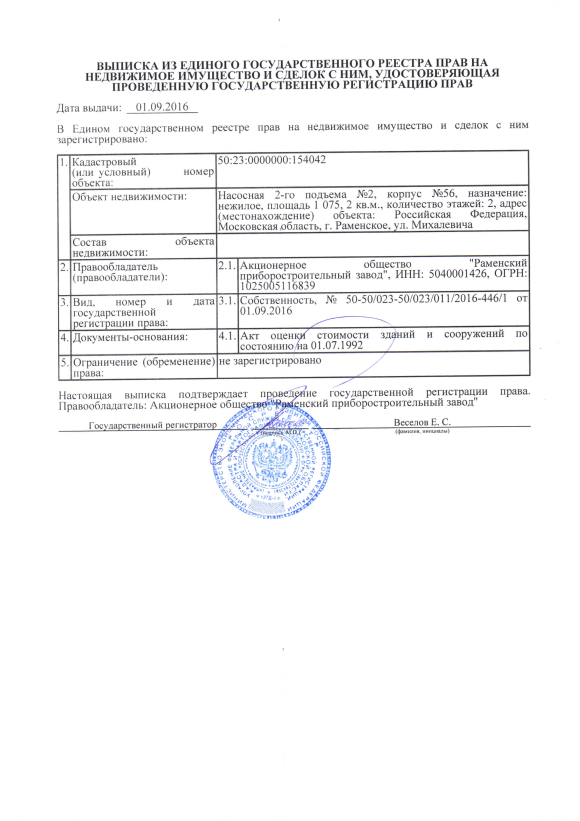 ВЫПИСКА ИЗ ЕДИНОГО ГОСУДАРСТВЕННОГО РЕЕСТРА ПРАВ НА
НЕДВИЖИМОЕ ИМУЩЕСТВО И СДЕЛОК С НИМ, УДОСТОВЕРЯЮЩАЯ
ПРОВЕДЕННУЮ ГОСУДАРСТВЕННУЮ РЕГИСТРАЦИЮ ПРАВ
Дата выдачи: 01.09.2016
В Едином государственном реестре прав на недвижимое имущество и сделок с ним
зарегистрировано:
1. Кадастровый
(или условный) номер
объекта:
50:23:0000000:154042
Объект недвижимости:
Насосная 2-го подъема №2, корпус №56, назначение:
нежилое, площадь 1 075, 2 кв.м., количество этажей: 2, адрес
(местонахождение) объекта: Российская Федерация,
Московская область, г. Раменское, ул. Михалевича
Состав объекта
недвижимости:
2. Правообладатель
(правообладатели):
2.1. Акционерное общество "Раменский
приборостроительный завод", ИНН: 5040001426, ОГРН:
1025005116839
3. Вид, номер и дата
государственной
регистрации права:
3.1. Собственность, № 50-50/023-50/023/011/2016-446/1 от
01.09.2016
4. Документы-основания:
4.1. Акт оценки стоимости зданий и сооружений по
состоянию на 01.07.1992
5. Ограничение (обременение)
права:
не зарегистрировано
Настоящая выписка подтверждает проведение государственной регистрации права.
Правообладатель: Акционерное общество "Раменский приборостроительный завод"
Государственный регистратор
Веселов Е. С.
(подпись, М.П.)
(фамилия, инициалы)